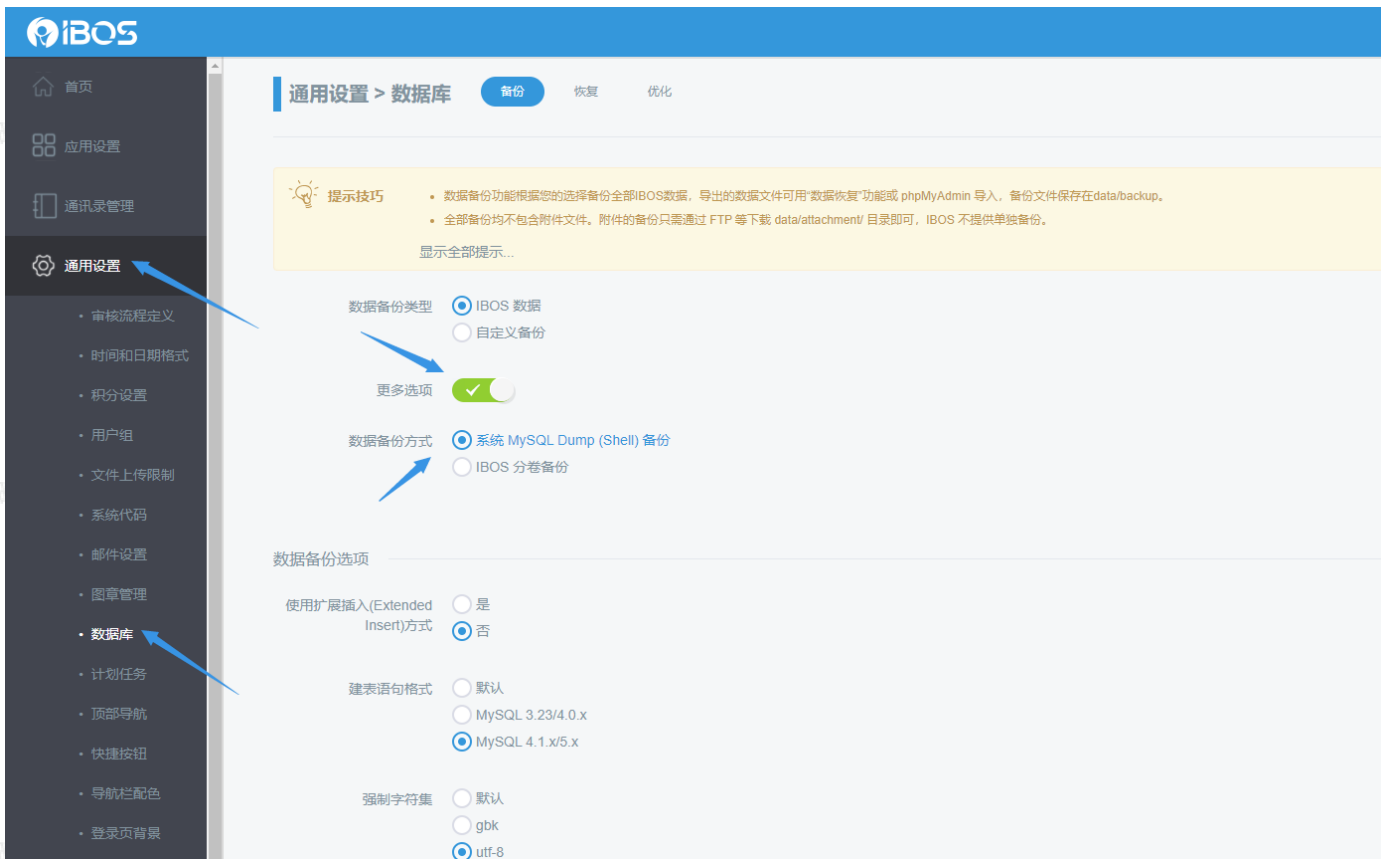 iBOS
首页
应用设置
通讯录管理
通用设置
• 审核流程定义
• 时间和日期格式
• 积分设置
• 用户组
• 文件上传限制
• 系统代码
• 邮件设置
• 图章管理
• 数据库
• 计划任务
• 顶部导航
• 快捷按钮
• 导航栏配色
• 登录页背景
通用设置 > 数据库 备份 恢复 优化
提示技巧
• 数据备份功能根据您的选择备份全部IBOS数据，导出的数据文件可用“数据恢复”功能或 phpMyAdmin 导入，备份文件保存在data/backup。
• 全部备份均不包含附件文件。附件的备份只需通过 FTP 等下载 data/attachment/ 目录即可，IBOS 不提供单独备份。
显示全部提示...
数据备份类型 IBOS 数据
自定义备份
更多选项
数据备份方式 系统 MySQL Dump (Shell) 备份
IBOS 分卷备份
数据备份选项
使用扩展插入(Extended
Insert)方式
是
否
建表语句格式 默认
MySQL 3.23/4.0.x
MySQL 4.1.x/5.x
强制字符集 默认
gbk
utf-8